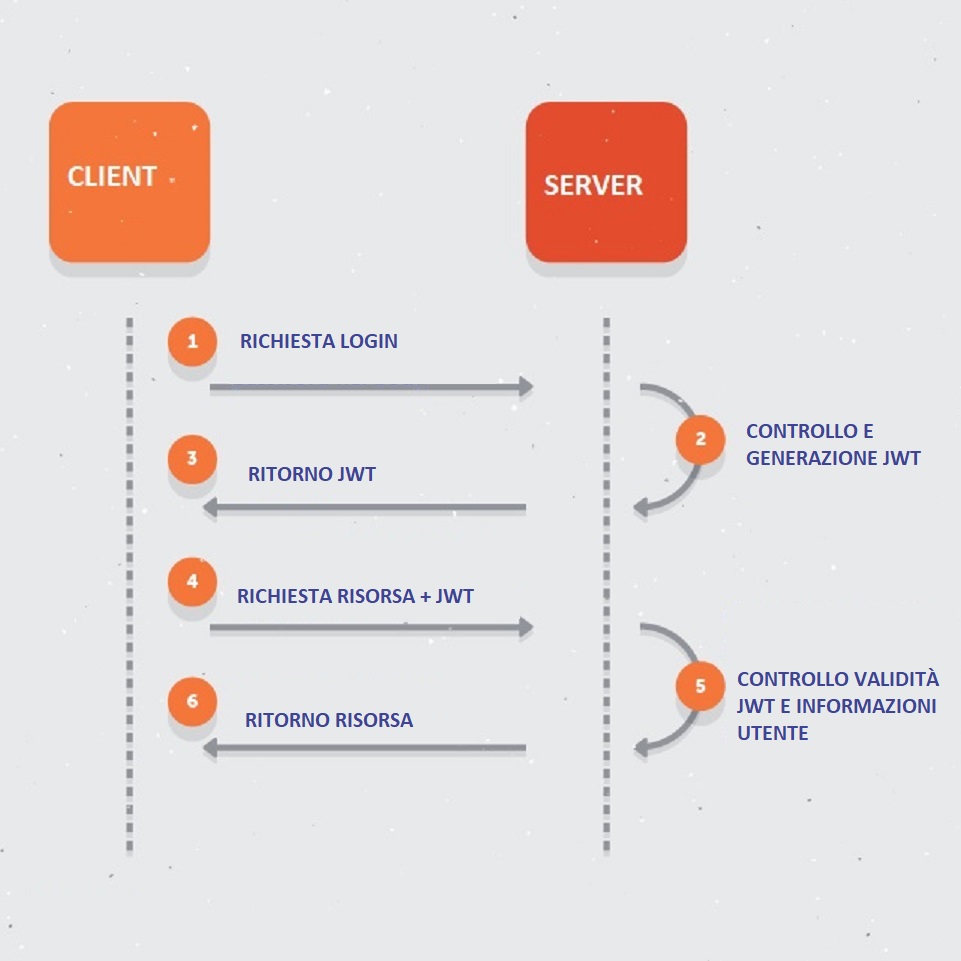 CLIENT
SERVER
1
RICHIESTA LOGIN
2
CONTROLLO E
GENERAZIONE JWT
3
RITORNO JWT
4
RICHIESTA RISORSA + JWT
5
CONTROLLO VALIDITÀ
JWT E INFORMAZIONI
UTENTE
6
RITORNO RISORSA